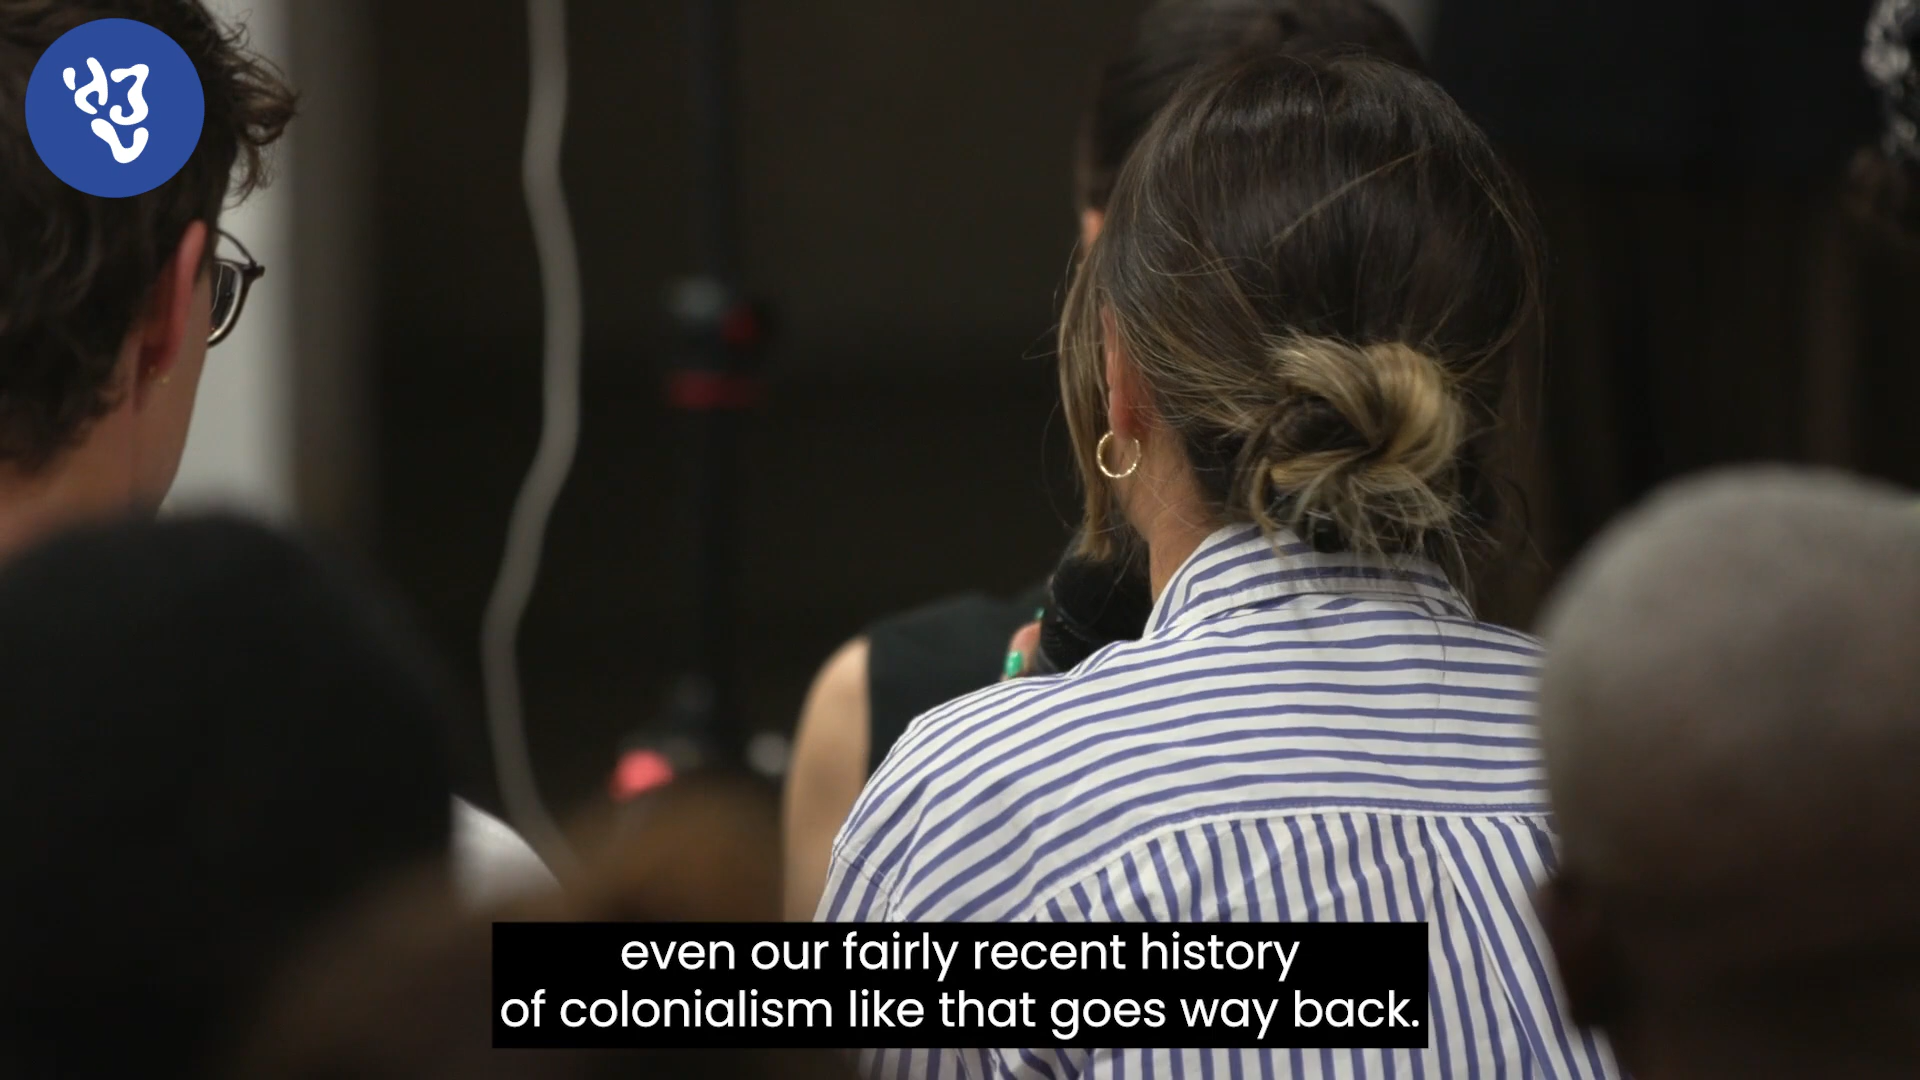 even our fairly recent history
of colonialism like that goes way back.